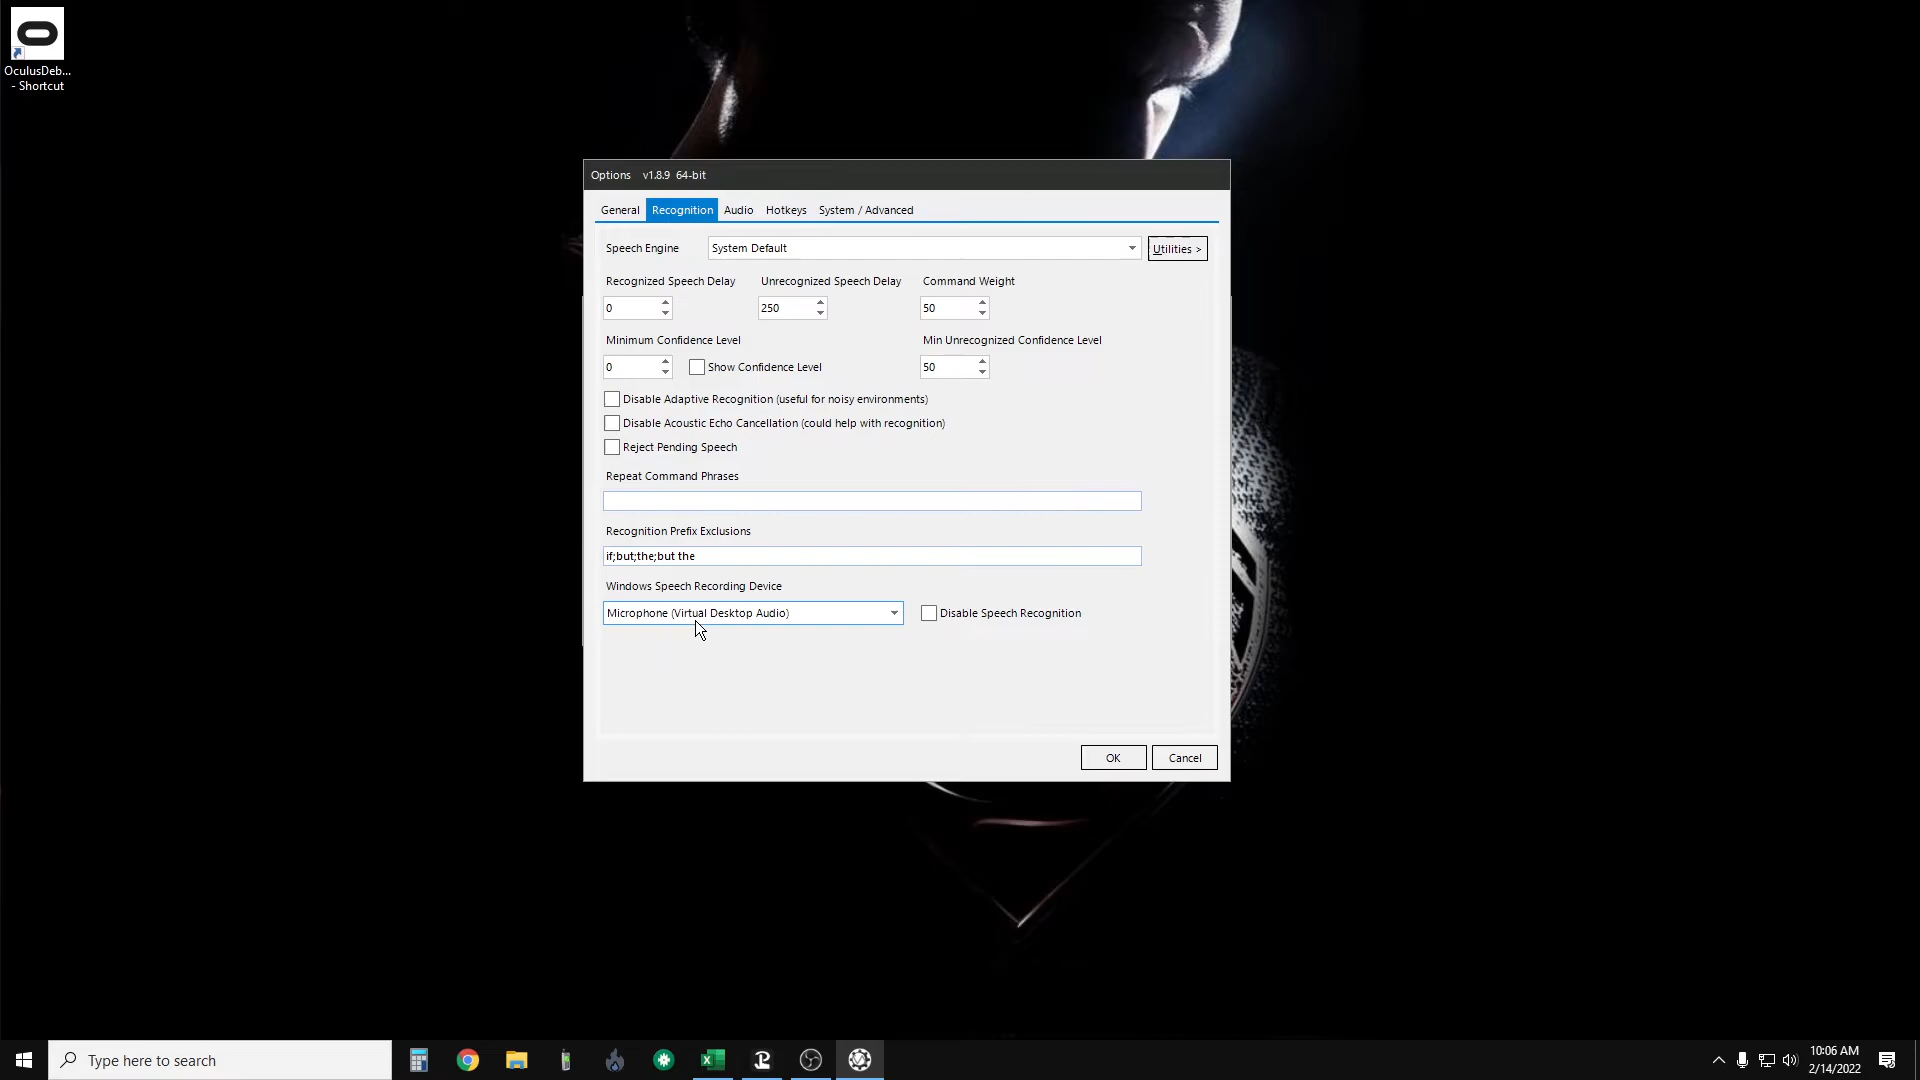 OculusDeb...
- Shortcut
Options v1.8.9 64-bit
General Recognition Audio Hotkeys System / Advanced
Speech Engine System Default Utilities >
Recognized Speech Delay Unrecognized Speech Delay Command Weight
0 250 50
Minimum Confidence Level Min Unrecognized Confidence Level
0 Show Confidence Level 50
Disable Adaptive Recognition (useful for noisy environments)
Disable Acoustic Echo Cancellation (could help with recognition)
Reject Pending Speech
Repeat Command Phrases
Recognition Prefix Exclusions
if;but;the;but the
Windows Speech Recording Device
Microphone (Virtual Desktop Audio) Disable Speech Recognition
OK Cancel
Type here to search
10:06 AM
2/14/2022